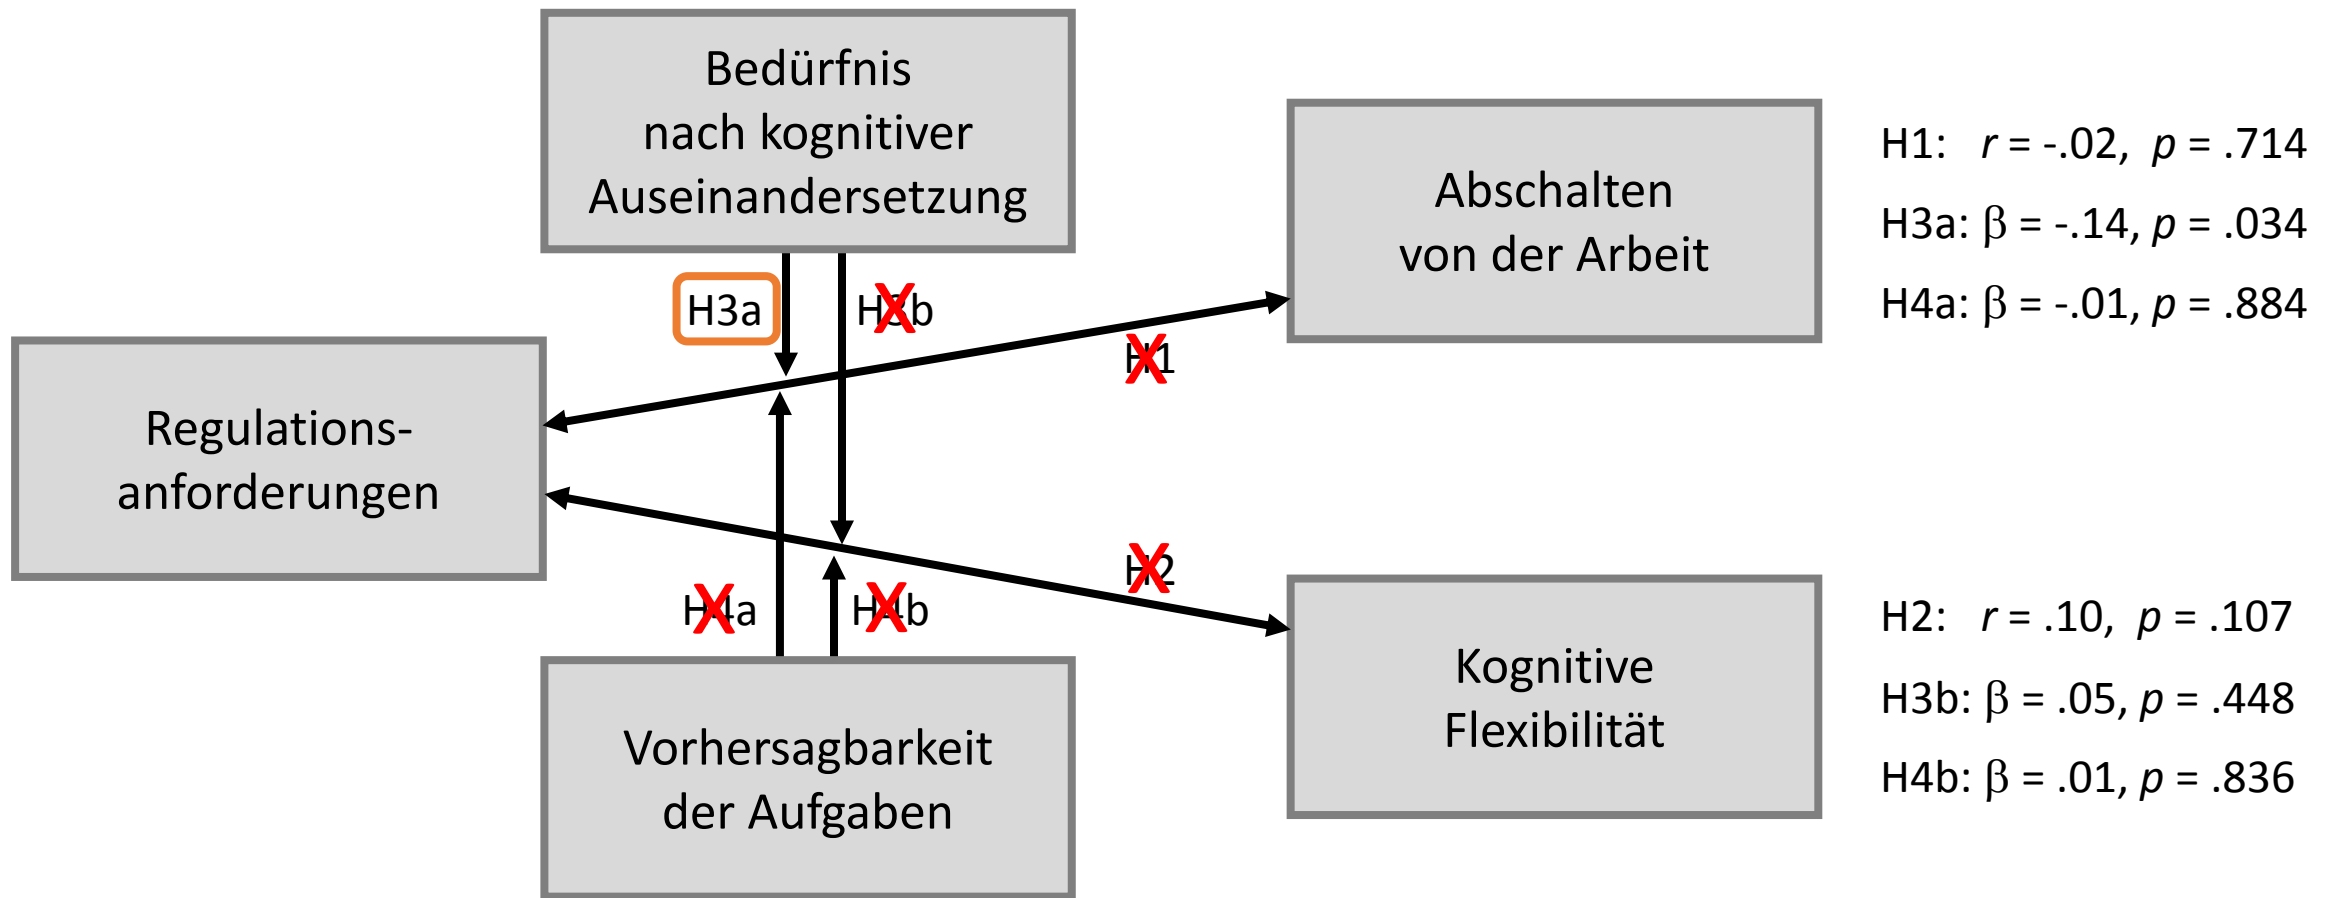 Bedürfnis
nach kognitiver
Auseinandersetzung
Abschalten
von der Arbeit
H1: r = -.02, p = .714
H3a: β = -.14, p = .034
H4a: β = -.01, p = .884
H3a
H3b
H1
Regulations-
anforderungen
H2
H4a
H4b
Vorhersagbarkeit
der Aufgaben
Kognitive
Flexibilität
H2: r = .10, p = .107
H3b: β = .05, p = .448
H4b: β = .01, p = .836